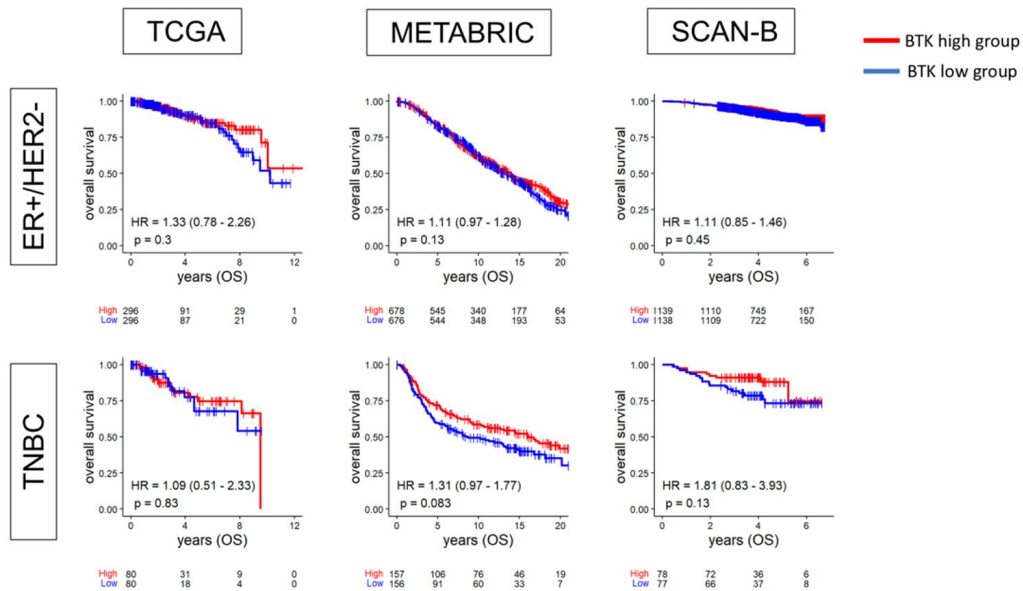 TCGA
METABRIC
SCAN-B
BTK high group
BTK low group
ER+/HER2-
overall survival
1.00
0.75
0.50
0.25
0.00
HR = 1.33 (0.78 - 2.26)
p = 0.3
0 4 8 12
years (OS)
High 296 91 29 1
Low 296 87 21 0
overall survival
1.00
0.75
0.50
0.25
0.00
HR = 1.11 (0.97 - 1.28)
p = 0.13
0 5 10 15 20
years (OS)
678 545 340 177 64
676 544 348 193 53
overall survival
1.00
0.75
0.50
0.25
0.00
HR = 1.11 (0.85 - 1.46)
p = 0.45
0 2 4 6
years (OS)
High 1139 1110 745 167
Low 1138 1109 722 150
TNBC
overall survival
1.00
0.75
0.50
0.25
0.00
HR = 1.09 (0.51 - 2.33)
p = 0.83
0 4 8 12
years (OS)
High 80 31 9 0
Low 80 18 4 0
overall survival
1.00
0.75
0.50
0.25
0.00
HR = 1.31 (0.97 - 1.77)
p = 0.083
0 5 10 15 20
years (OS)
High 157 106 76 46 19
Low 156 91 60 33 7
overall survival
1.00
0.75
0.50
0.25
0.00
HR = 1.81 (0.83 - 3.93)
p = 0.13
0 2 4 6
years (OS)
High 78 72 36 6
Low 77 66 37 8